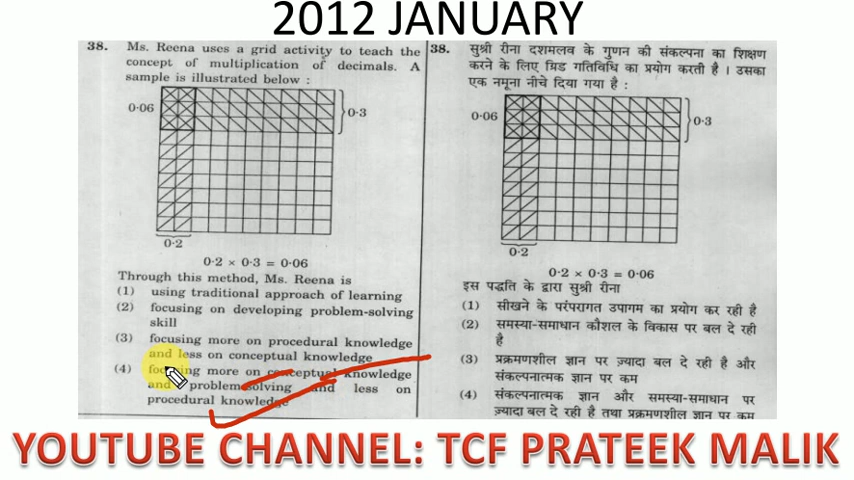 2012 JANUARY
38. Ms. Reena uses a grid activity to teach the
concept of multiplication of decimals. A
sample is illustrated below :
0·06
0·3
0·2
0·2 × 0·3 = 0·06
Through this method, Ms. Reena is
(1) using traditional approach of learning
(2) focusing on developing problem-solving
skill
(3) focusing more on procedural knowledge
and less on conceptual knowledge
(4) focusing more on conceptual knowledge
and problem-solving and less on
procedural knowledge
38. सुश्री रीना दशमलव के गुणन की संकल्पना का शिक्षण
करने के लिए ग्रिड गतिविधि का प्रयोग करती है । उसका
एक नमूना नीचे दिया गया है :
0·06
0·3
0·2
0·2 × 0·3 = 0·06
इस पद्धति के द्वारा सुश्री रीना
(1) सीखने के परंपरागत उपागम का प्रयोग कर रही है
(2) समस्या-समाधान कौशल के विकास पर बल दे रही
है
(3) प्रक्रमणशील ज्ञान पर ज़्यादा बल दे रही है और
संकल्पनात्मक ज्ञान पर कम
(4) संकल्पनात्मक ज्ञान और समस्या-समाधान पर
ज़्यादा बल दे रही है तथा प्रक्रमणशील ज्ञान पर कम
YOUTUBE CHANNEL: TCF PRATEEK MALIK